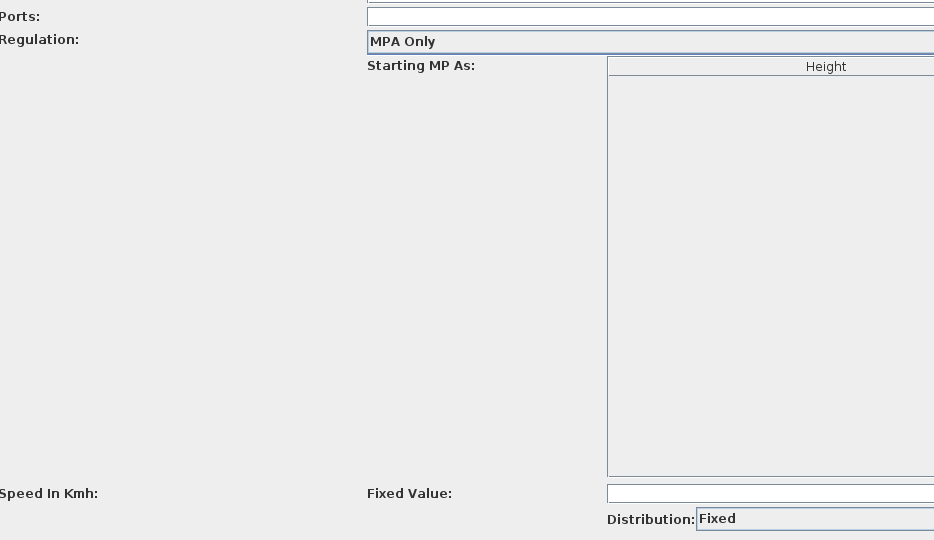 Ports:
Regulation: MPA Only
Starting MP As: Height
Speed In Kmh: Fixed Value:
Distribution: Fixed